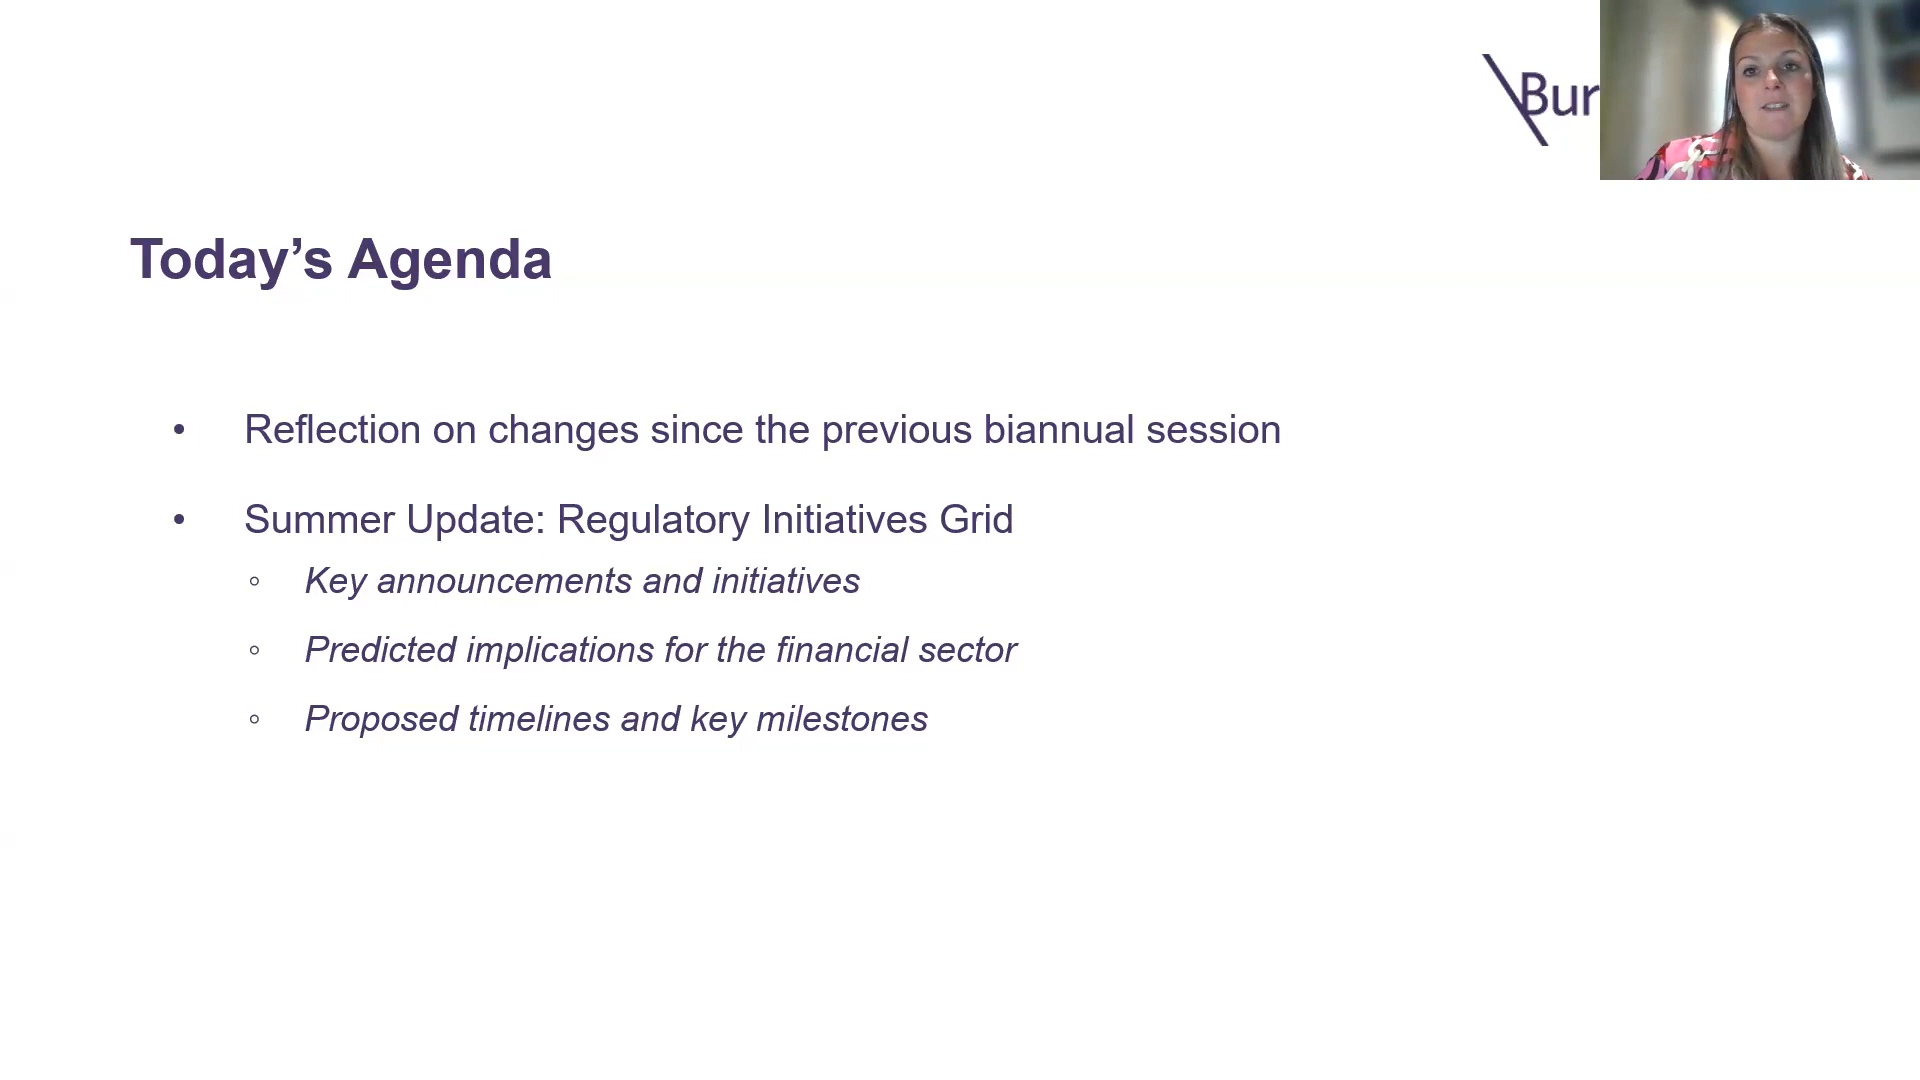 Bur
Today’s Agenda
• Reflection on changes since the previous biannual session
• Summer Update: Regulatory Initiatives Grid
◦ Key announcements and initiatives
◦ Predicted implications for the financial sector
◦ Proposed timelines and key milestones